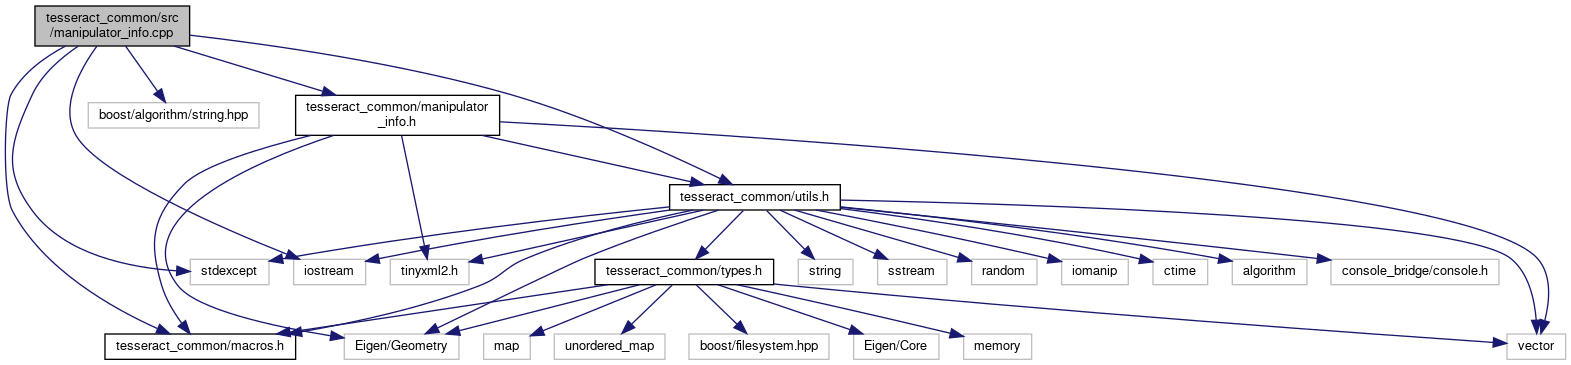 tesseract_common/src
/manipulator_info.cpp
boost/algorithm/string.hpp
tesseract_common/manipulator
_info.h
tesseract_common/utils.h
stdexcept
iostream
tinyxml2.h
tesseract_common/types.h
string
sstream
random
iomanip
ctime
algorithm
console_bridge/console.h
tesseract_common/macros.h
Eigen/Geometry
map
unordered_map
boost/filesystem.hpp
Eigen/Core
memory
vector